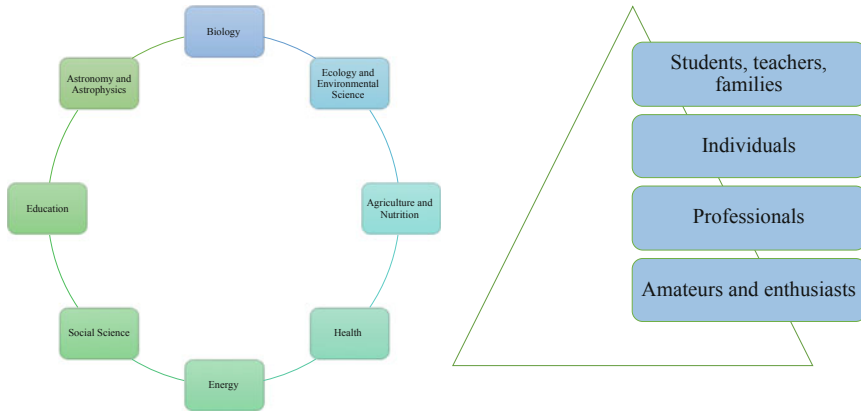 Biology
Ecology and
Environmental
Science
Agriculture and
Nutrition
Health
Energy
Social Science
Education
Astronomy and
Astrophysics
Students, teachers,
families
Individuals
Professionals
Amateurs and enthusiasts